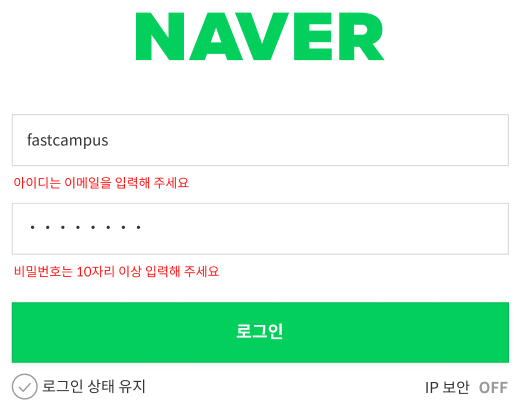 NAVER
fastcampus
아이디는 이메일을 입력해 주세요
••••••••
비밀번호는 10자리 이상 입력해 주세요
로그인
로그인 상태 유지 IP 보안 OFF